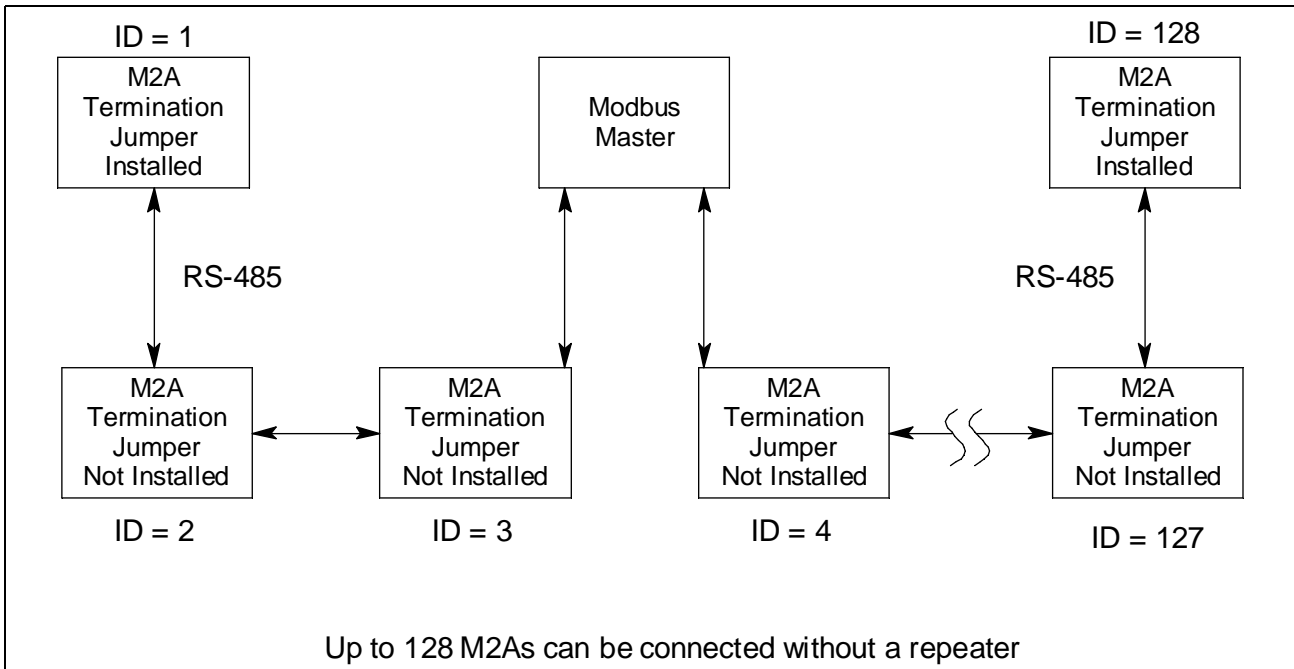 ID = 1
M2A
Termination
Jumper
Installed
Modbus
Master
ID = 128
M2A
Termination
Jumper
Installed
RS-485
RS-485
M2A
Termination
Jumper
Not Installed
ID = 2
M2A
Termination
Jumper
Not Installed
ID = 3
M2A
Termination
Jumper
Not Installed
ID = 4
M2A
Termination
Jumper
Not Installed
ID = 127
Up to 128 M2As can be connected without a repeater